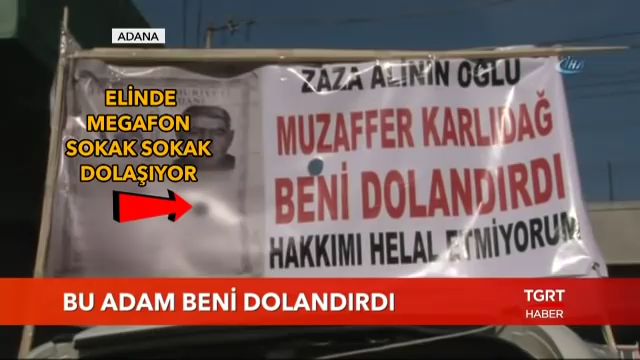 ADANA
İHA
ZAZA ALİNİN OĞLU
MUZAFFER KARLIDAĞ
BENİ DOLANDIRDI
HAKKIMI HELAL ETMİYORUM
ELİNDE
MEGAFON
SOKAK SOKAK
DOLAŞIYOR
BU ADAM BENİ DOLANDIRDI
TGRT
HABER